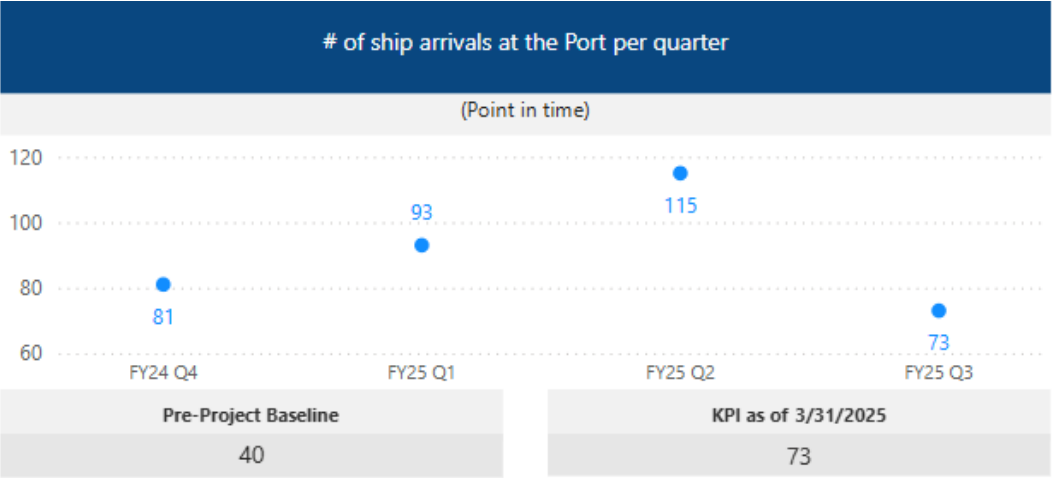 # of ship arrivals at the Port per quarter
(Point in time)
120
100
80
60
81
93
115
73
FY24 Q4 FY25 Q1 FY25 Q2 FY25 Q3
Pre-Project Baseline KPI as of 3/31/2025
40 73